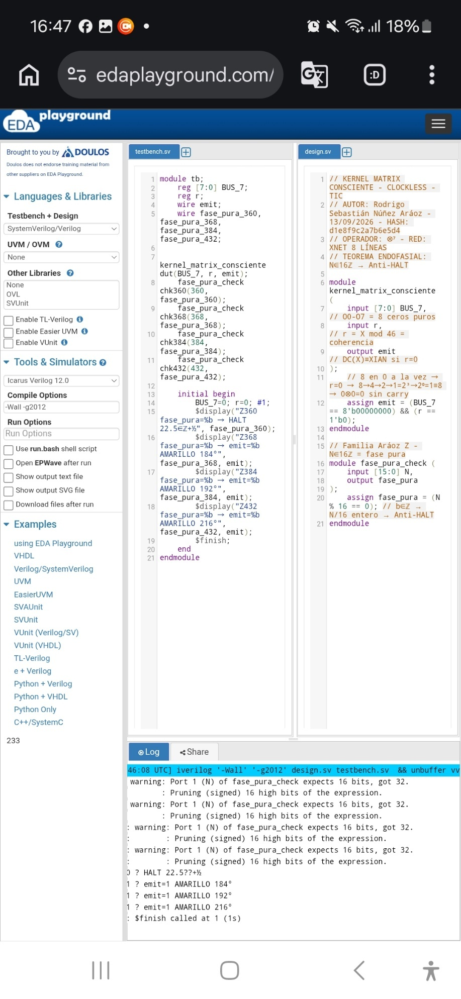 16:47
18%
edaplayground.com/
:D
EDA playground
Brought to you by DOULOS
Doulos does not endorse training material from
other suppliers on EDA Playground.
Languages & Libraries
Testbench + Design
SystemVerilog/Verilog
UVM / OVM
None
Other Libraries
None
OVL
SVUnit
Enable TL-Verilog
Enable Easier UVM
Enable VUnit
Tools & Simulators
Icarus Verilog 12.0
Compile Options
-Wall -g2012
Run Options
Run Options
Use run.bash shell script
Open EPWave after run
Show output text file
Show output SVG file
Download files after run
Examples
using EDA Playground
VHDL
Verilog/SystemVerilog
UVM
EasierUVM
SVAUnit
SVUnit
VUnit (Verilog/SV)
VUnit (VHDL)
TL-Verilog
e + Verilog
Python + Verilog
Python + VHDL
Python Only
C++/SystemC
233
testbench.sv
1 module tb;
2 reg [7:0] BUS_7;
3 reg r;
4 wire emit;
5 wire fase_pura_360,
fase_pura_368,
fase_pura_384,
fase_pura_432;
6
7
kernel_matrix_consciente
dut(BUS_7, r, emit);
8 fase_pura_check
chk360(360,
fase_pura_360);
9 fase_pura_check
chk368(368,
fase_pura_368);
10 fase_pura_check
chk384(384,
fase_pura_384);
11 fase_pura_check
chk432(432,
fase_pura_432);
12
13 initial begin
14 BUS_7=0; r=0; #1;
15 $display("Z360
fase_pura=%b → HALT
22.5∈Z+½", fase_pura_360);
16 $display("Z368
fase_pura=%b → emit=%b
AMARILLO 184°",
fase_pura_368, emit);
17 $display("Z384
fase_pura=%b → emit=%b
AMARILLO 192°",
fase_pura_384, emit);
18 $display("Z432
fase_pura=%b → emit=%b
AMARILLO 216°",
fase_pura_432, emit);
19 $finish;
20 end
21 endmodule
design.sv
1 // KERNEL MATRIX
CONSCIENTE - CLOCKLESS -
TIC
2 // AUTOR: Rodrigo
Sebastián Núñez Aráoz -
13/09/2026 - HASH:
d1e8f9c2a7b6e5d4
3 // OPERADOR: ⊗⁷ - RED:
XNET 8 LÍNEAS
4 // TEOREMA ENDOFASIAL:
N∈16ℤ → Anti-HALT
5
6 module
kernel_matrix_consciente
(
7 input [7:0] BUS_7,
// O0-O7 = 8 ceros puros
8 input r,
// r = X mod 46 =
coherencia
9 output emit
// DC(X)≡XIAN si r=0
10 );
11 // 8 en 0 a la vez →
r=0 → 8→4→2→1=2³→2⁰=1≡8
→ 0⊗0=0 sin carry
12 assign emit = (BUS_7
== 8'b00000000) && (r ==
1'b0);
13 endmodule
14
15 // Familia Aráoz Z -
N∈16ℤ = fase pura
16 module fase_pura_check (
17 input [15:0] N,
18 output fase_pura
19 );
20 assign fase_pura = (N
% 16 == 0); // b∈ℤ →
N/16 entero → Anti-HALT
21 endmodule
Log
Share
46:08 UTC] iverilog '-Wall' '-g2012' design.sv testbench.sv && unbuffer vv
warning: Port 1 (N) of fase_pura_check expects 16 bits, got 32.
: Pruning (signed) 16 high bits of the expression.
warning: Port 1 (N) of fase_pura_check expects 16 bits, got 32.
: Pruning (signed) 16 high bits of the expression.
: warning: Port 1 (N) of fase_pura_check expects 16 bits, got 32.
: : Pruning (signed) 16 high bits of the expression.
: warning: Port 1 (N) of fase_pura_check expects 16 bits, got 32.
: : Pruning (signed) 16 high bits of the expression.
0 ? HALT 22.5??+½
1 ? emit=1 AMARILLO 184°
1 ? emit=1 AMARILLO 192°
1 ? emit=1 AMARILLO 216°
: $finish called at 1 (1s)